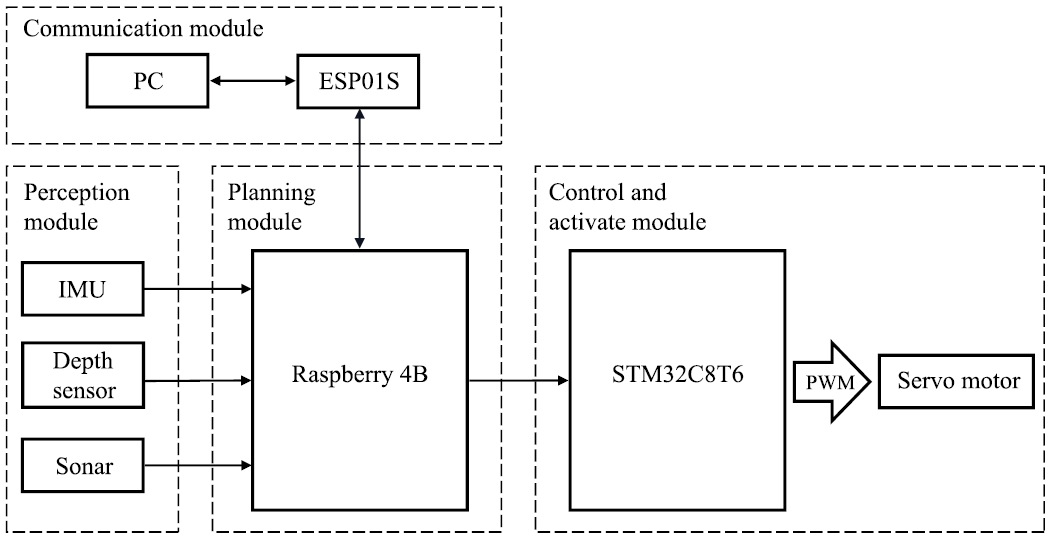 Communication module
PC
ESP01S
Perception
module
IMU
Depth
sensor
Sonar
Planning
module
Raspberry 4B
Control and
activate module
STM32C8T6
PWM
Servo motor